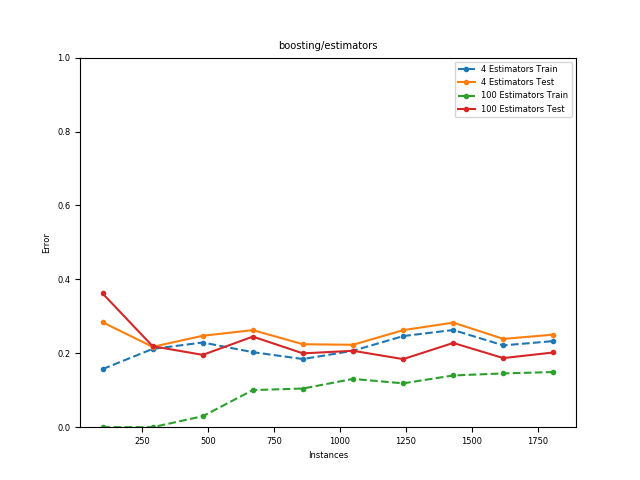 boosting/estimators
1.0
0.8
0.6
0.4
0.2
0.0
Error
4 Estimators Train
4 Estimators Test
100 Estimators Train
100 Estimators Test
250 500 750 1000 1250 1500 1750
Instances